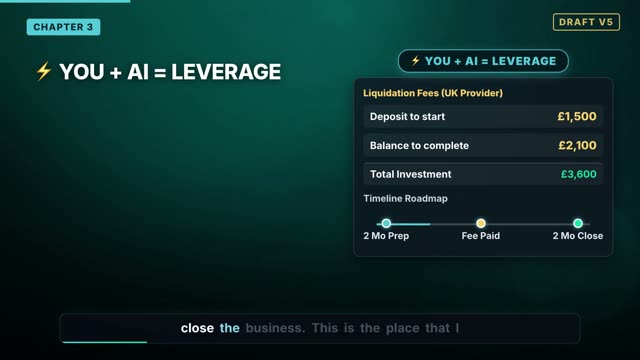 CHAPTER 3
DRAFT V5
⚡ YOU + AI = LEVERAGE
⚡ YOU + AI = LEVERAGE
Liquidation Fees (UK Provider)
Deposit to start £1,500
Balance to complete £2,100
Total Investment £3,600
Timeline Roadmap
2 Mo Prep Fee Paid 2 Mo Close
close the business. This is the place that I